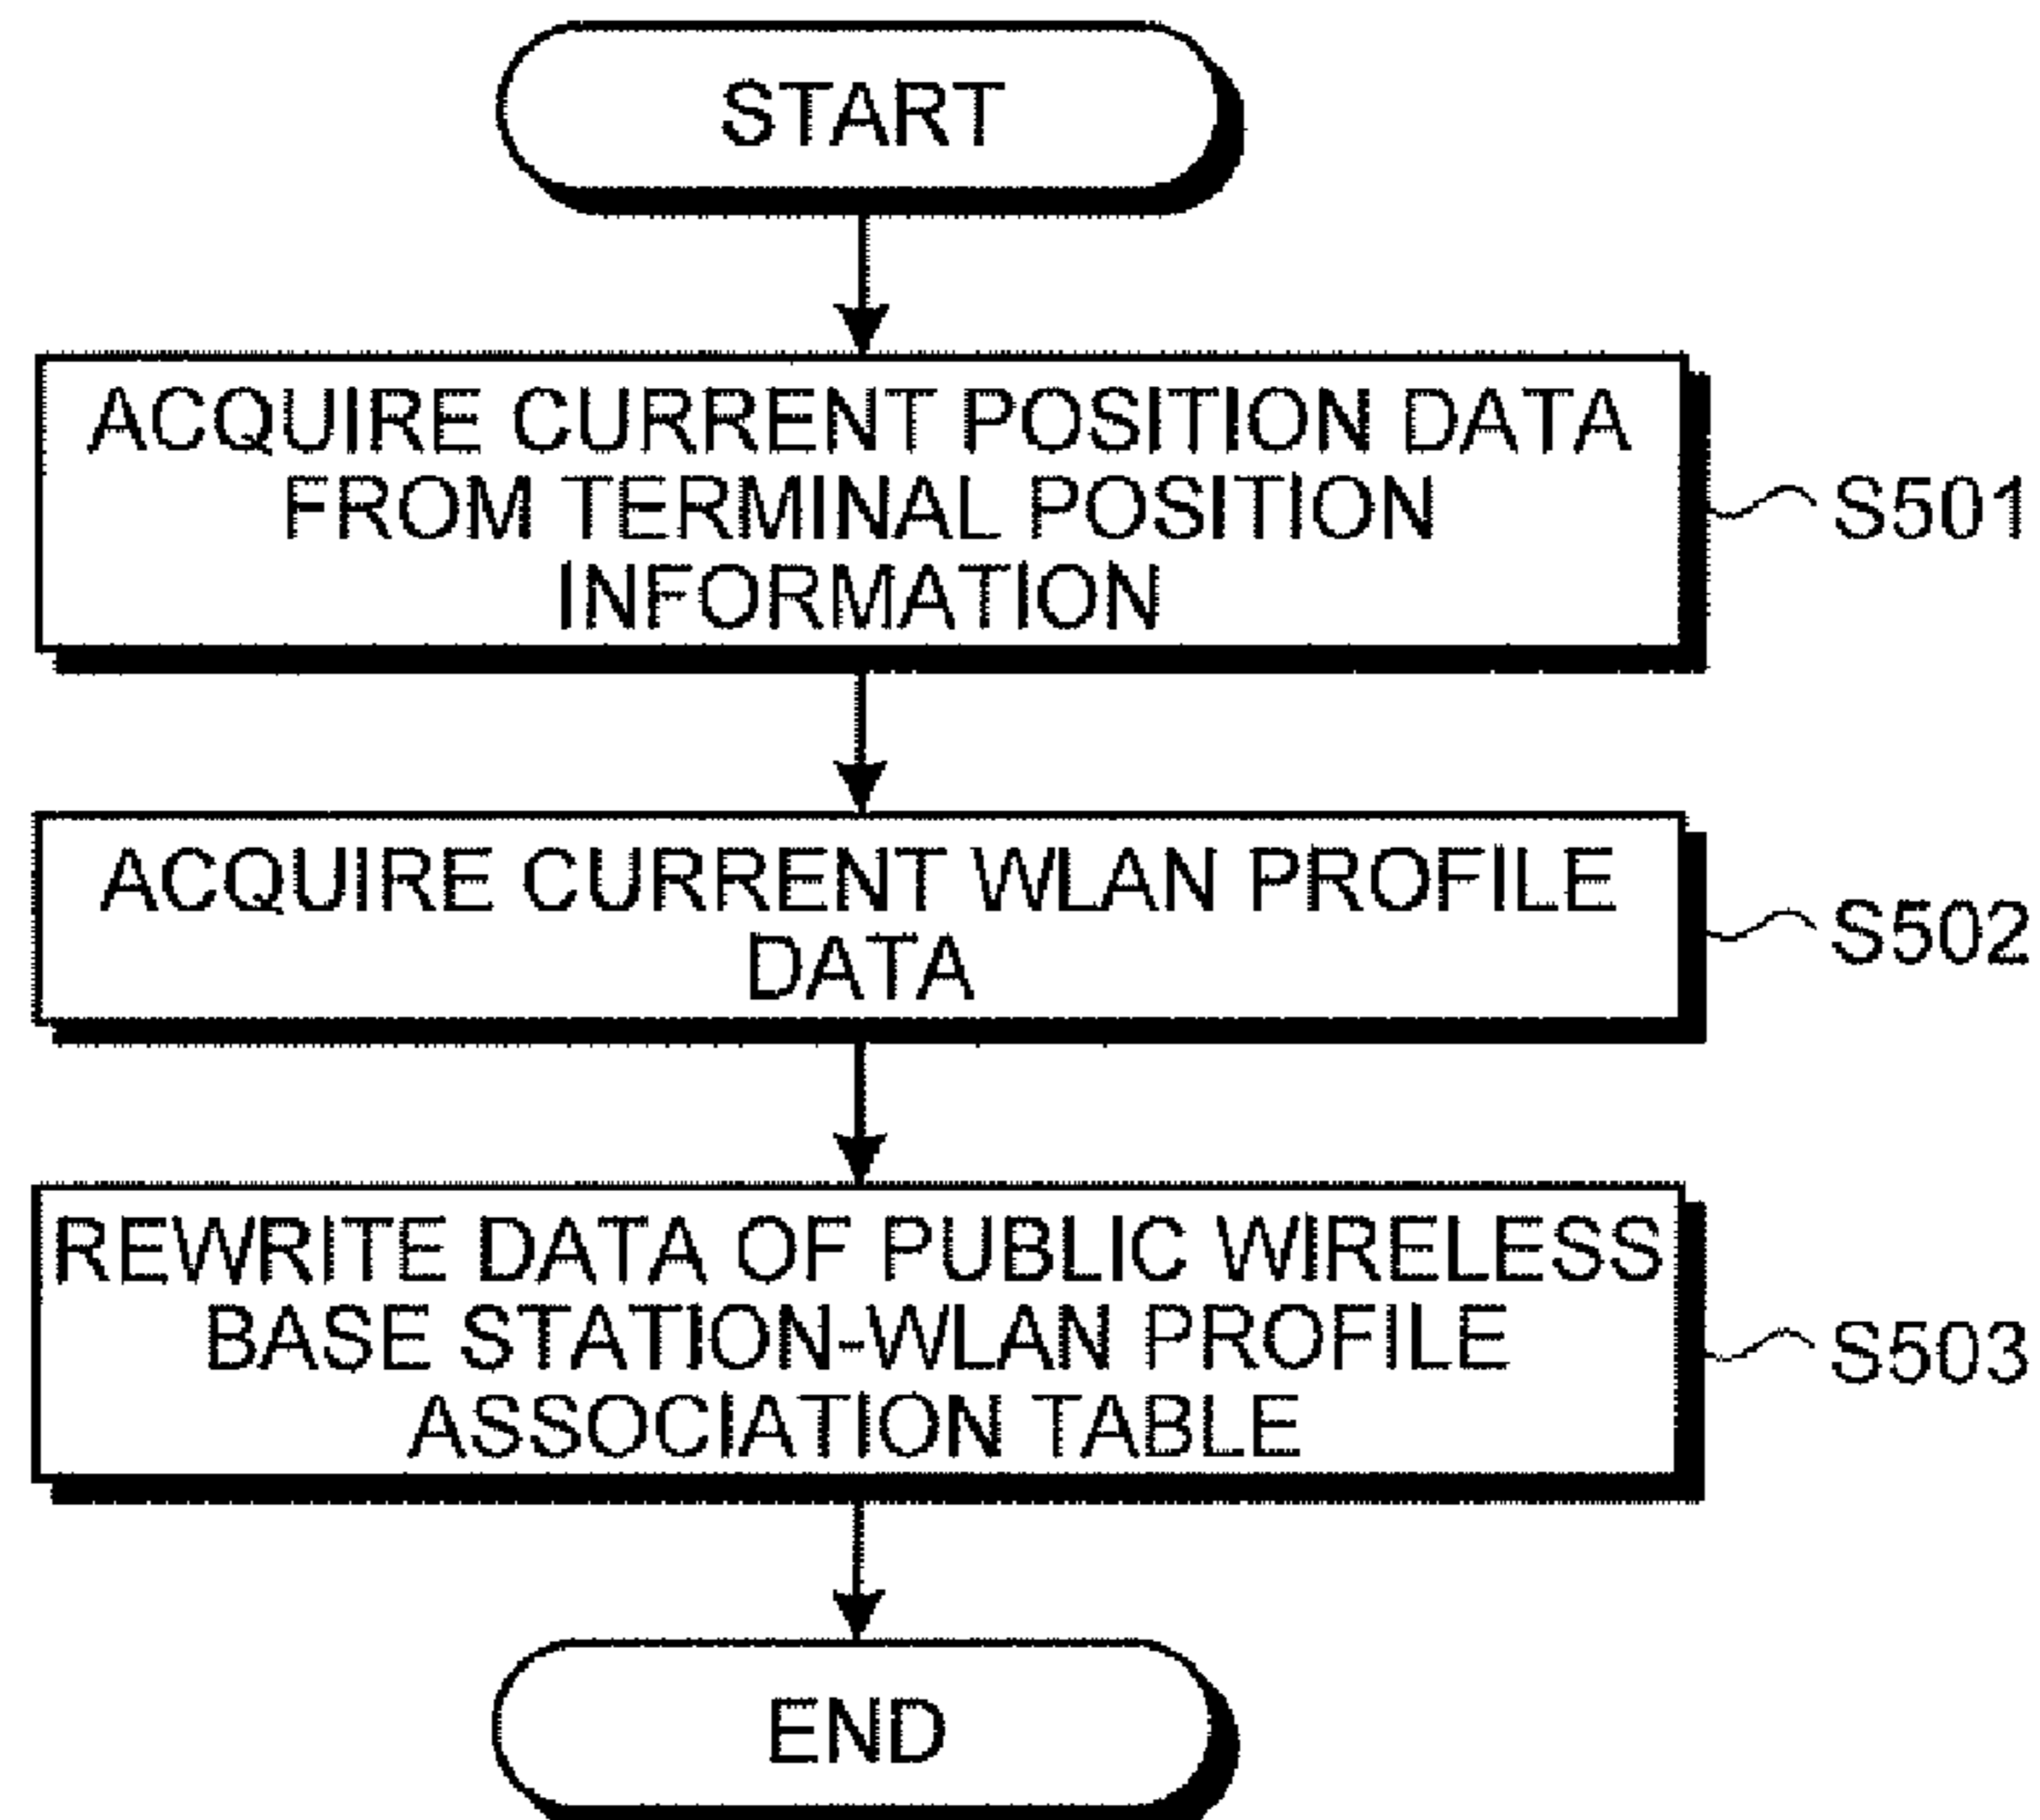 START
ACQUIRE CURRENT POSITION DATA
FROM TERMINAL POSITION
INFORMATION
S501
ACQUIRE CURRENT WLAN PROFILE
DATA
S502
REWRITE DATA OF PUBLIC WIRELESS
BASE STATION-WLAN PROFILE
ASSOCIATION TABLE
S503
END